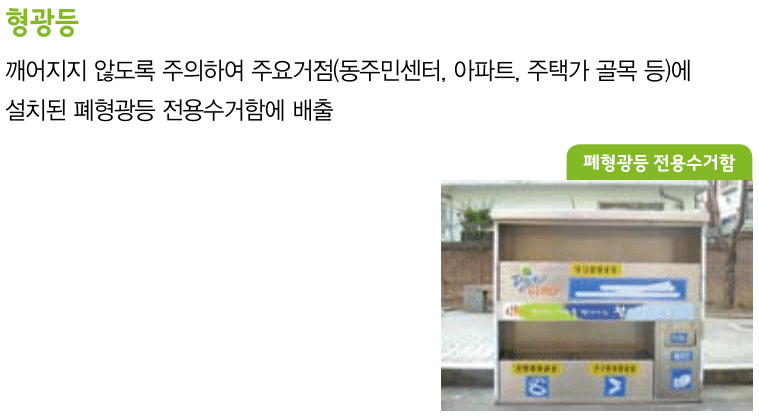 형광등
깨어지지 않도록 주의하여 주요거점(동주민센터, 아파트, 주택가 골목 등)에
설치된 폐형광등 전용수거함에 배출
폐형광등 전용수거함